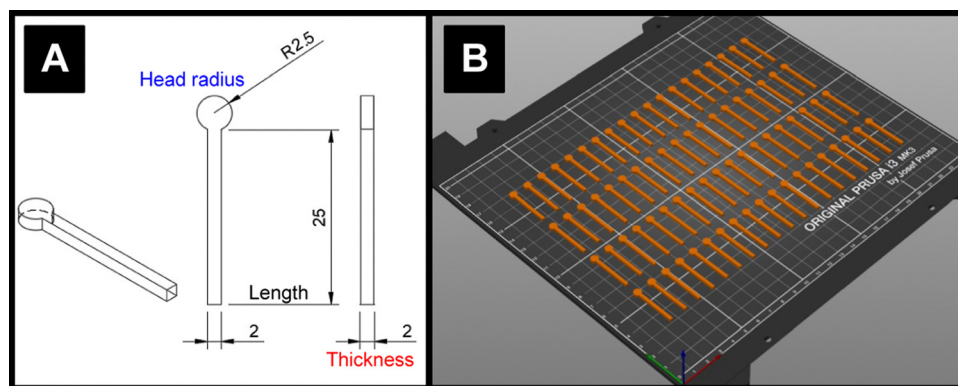 A
R2.5
Head radius
25
Length
2
2
Thickness
B
ORIGINAL PRUSA i3 MK3
by Josef Prusa